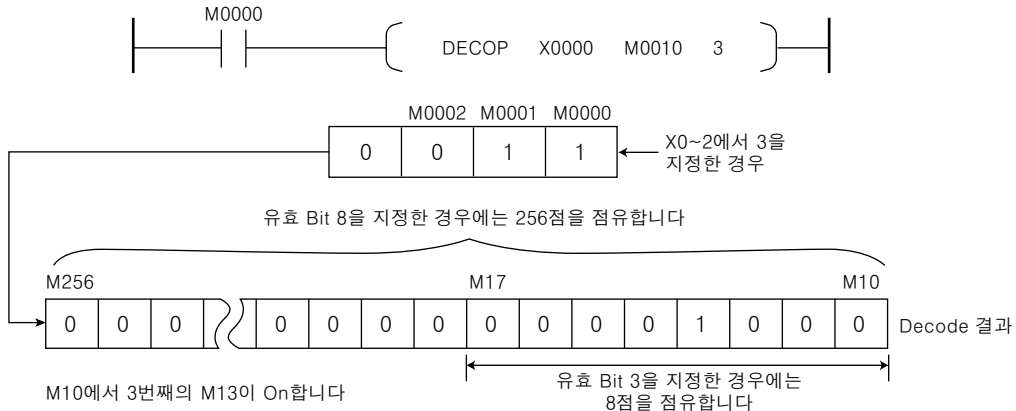 M0000
DECOP X0000 M0010 3
M0002 M0001 M0000
0 0 1 1
X0~2에서 3을
지정한 경우
유효 Bit 8을 지정한 경우에는 256점을 점유합니다
M256 M17 M10
0 0 0 0 0 0 0 0 0 0 0 1 0 0 0
Decode 결과
M10에서 3번째의 M13이 On합니다
유효 Bit 3을 지정한 경우에는
8점을 점유합니다